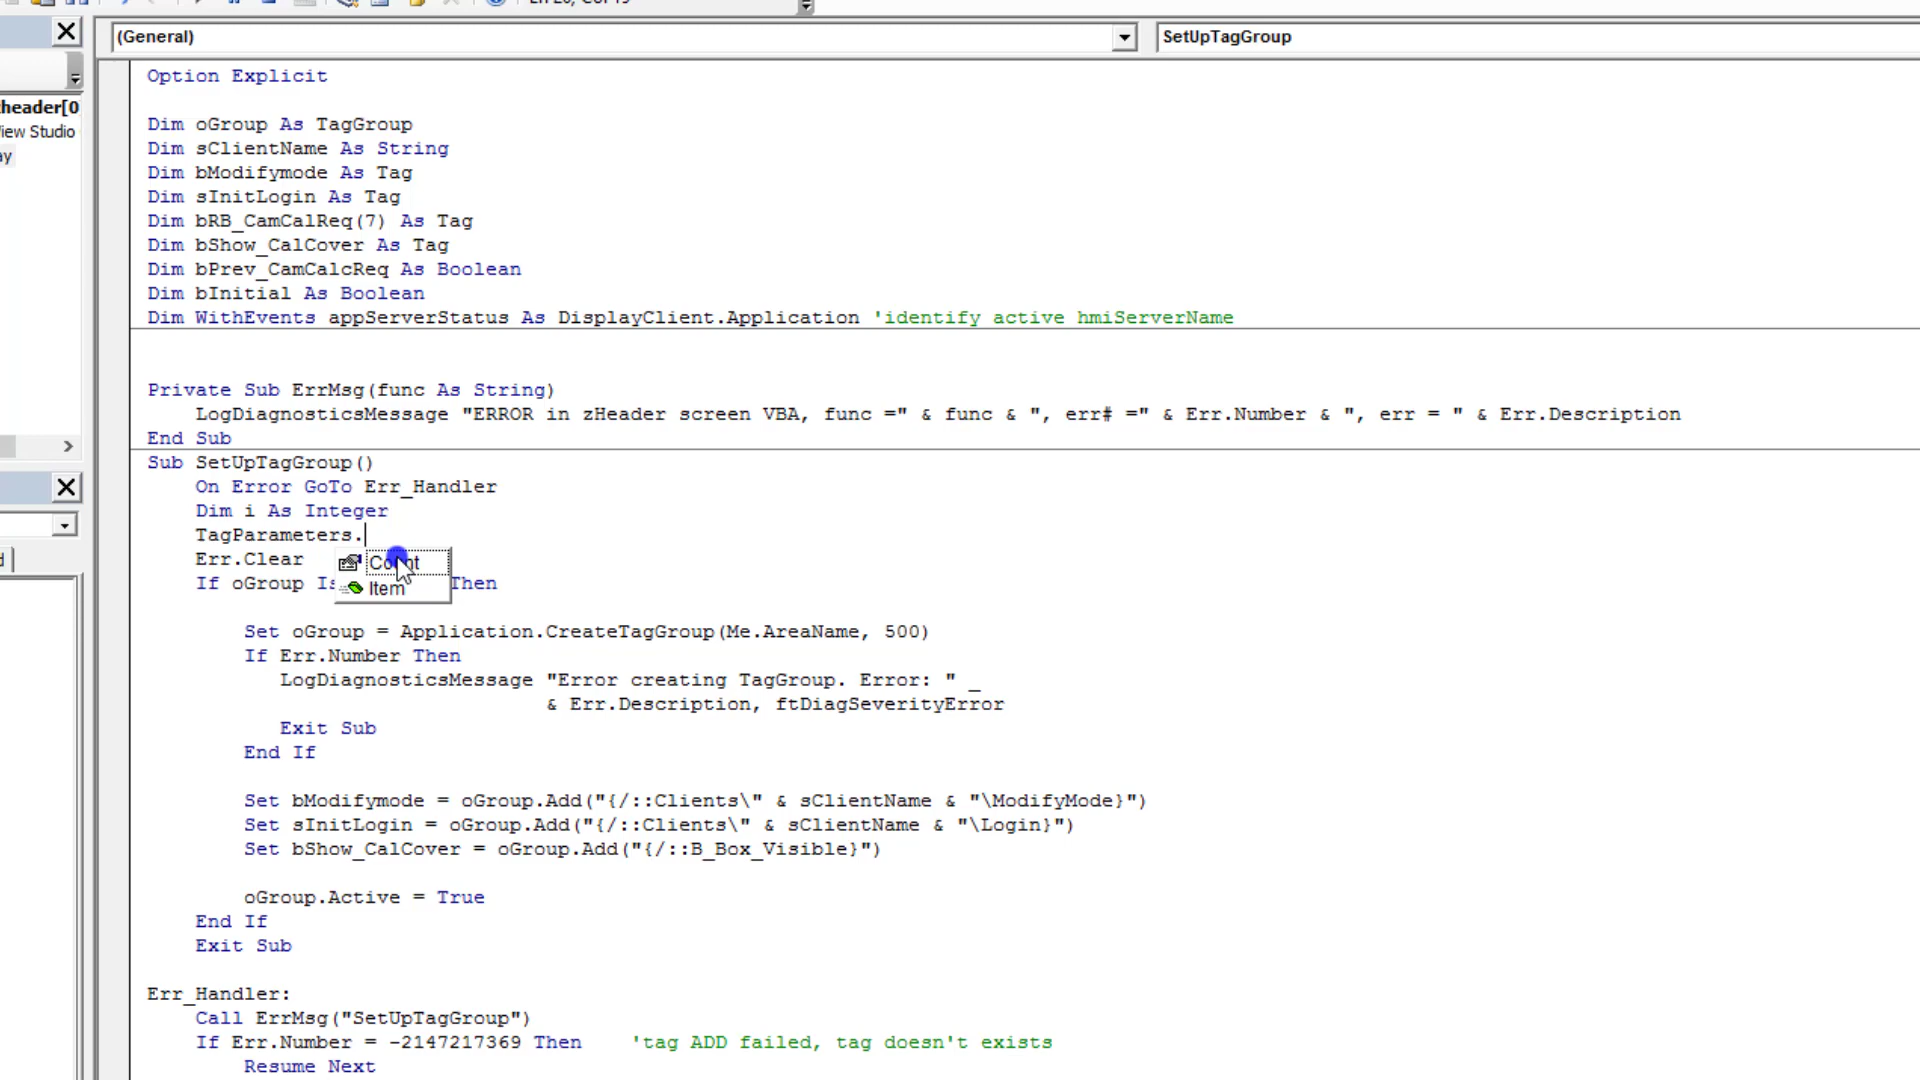 (General)
SetUpTagGroup
header[0
View Studio
ay
Option Explicit
Dim oGroup As TagGroup
Dim sClientName As String
Dim bModifymode As Tag
Dim sInitLogin As Tag
Dim bRB_CamCalReq(7) As Tag
Dim bShow_CalCover As Tag
Dim bPrev_CamCalcReq As Boolean
Dim bInitial As Boolean
Dim WithEvents appServerStatus As DisplayClient.Application 'identify active hmiServerName
Private Sub ErrMsg(func As String)
LogDiagnosticsMessage "ERROR in zHeader screen VBA, func =" & func & ", err# =" & Err.Number & ", err = " & Err.Description
End Sub
Sub SetUpTagGroup()
On Error GoTo Err_Handler
Dim i As Integer
TagParameters.
Err.Clear
Count
If oGroup Is Then
Item
Set oGroup = Application.CreateTagGroup(Me.AreaName, 500)
If Err.Number Then
LogDiagnosticsMessage "Error creating TagGroup. Error: " _
& Err.Description, ftDiagSeverityError
Exit Sub
End If
Set bModifymode = oGroup.Add("{/::Clients\" & sClientName & "\ModifyMode}")
Set sInitLogin = oGroup.Add("{/::Clients\" & sClientName & "\Login}")
Set bShow_CalCover = oGroup.Add("{/::B_Box_Visible}")
oGroup.Active = True
End If
Exit Sub
Err_Handler:
Call ErrMsg("SetUpTagGroup")
If Err.Number = -2147217369 Then 'tag ADD failed, tag doesn't exists
Resume Next